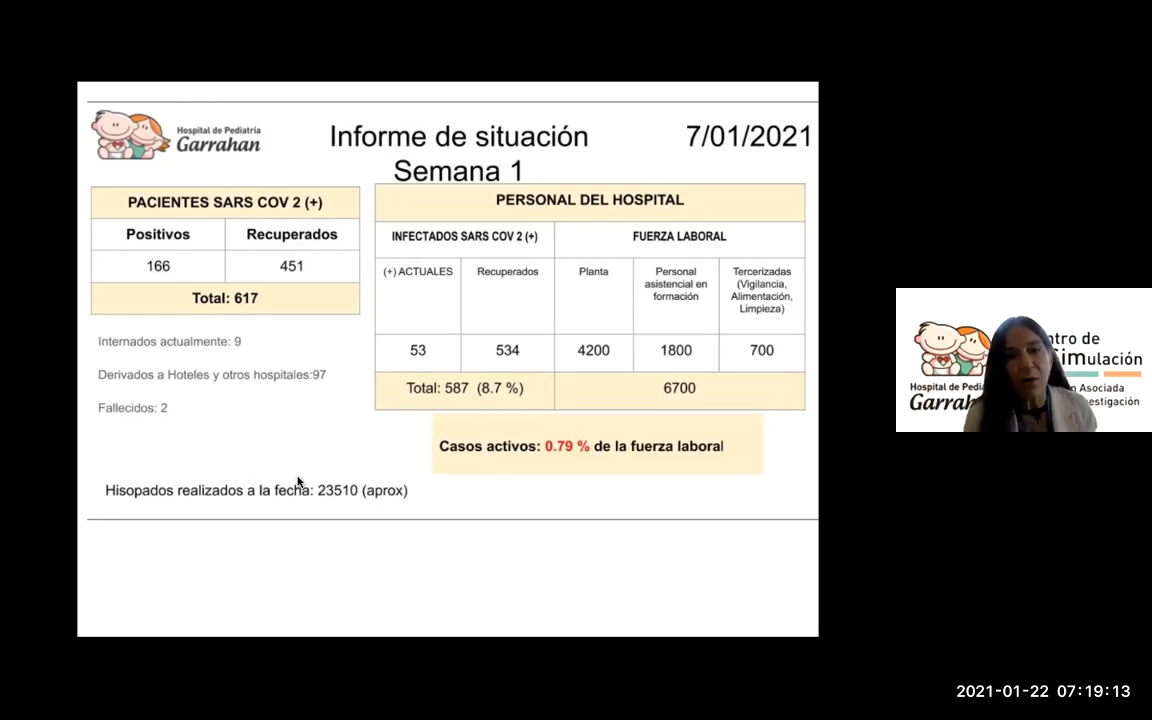 Hospital de Pediatría
Garrahan
Informe de situación
Semana 1
7/01/2021
PACIENTES SARS COV 2 (+)
Positivos
Recuperados
166
451
Total: 617
Internados actualmente: 9
Derivados a Hoteles y otros hospitales:97
Fallecidos: 2
PERSONAL DEL HOSPITAL
INFECTADOS SARS COV 2 (+)
FUERZA LABORAL
(+) ACTUALES
Recuperados
Planta
Personal
asistencial en
formación
Tercerizadas
(Vigilancia,
Alimentación,
Limpieza)
53
534
4200
1800
700
Total: 587 (8.7 %)
6700
Casos activos: 0.79 % de la fuerza laboral
Hisopados realizados a la fecha: 23510 (aprox)
Hospital de Pedia
Garrah
ntro de
Simulación
n Asociada
estigación
2021-01-22 07:19:13